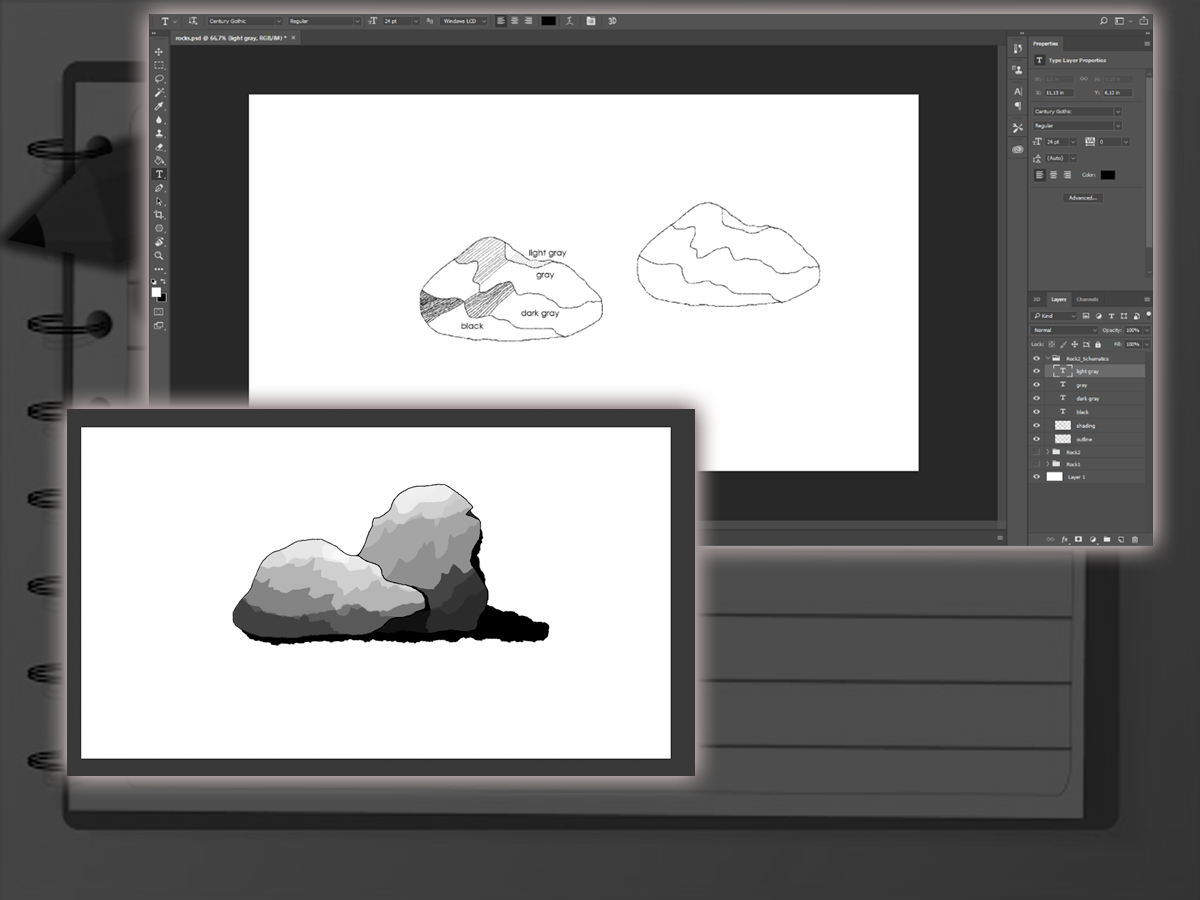 T Century Gothic Regular 24 pt Windows LCD 3D
rocks.psd @ 66,7% (light gray, RGB/8#) * ×
Properties
Type Layer Properties
X: 11,13 in Y: 6,12 in
Century Gothic
Regular
24 pt VA 0
(Auto)
Color:
Advanced...
light gray
gray
dark gray
black
3D Layers Channels
Kind
Normal Opacity: 100%
Lock: Fill: 100%
Rock2_Schematics
light gray
gray
dark gray
black
shading
outline
Rock2
Rock1
Layer 1